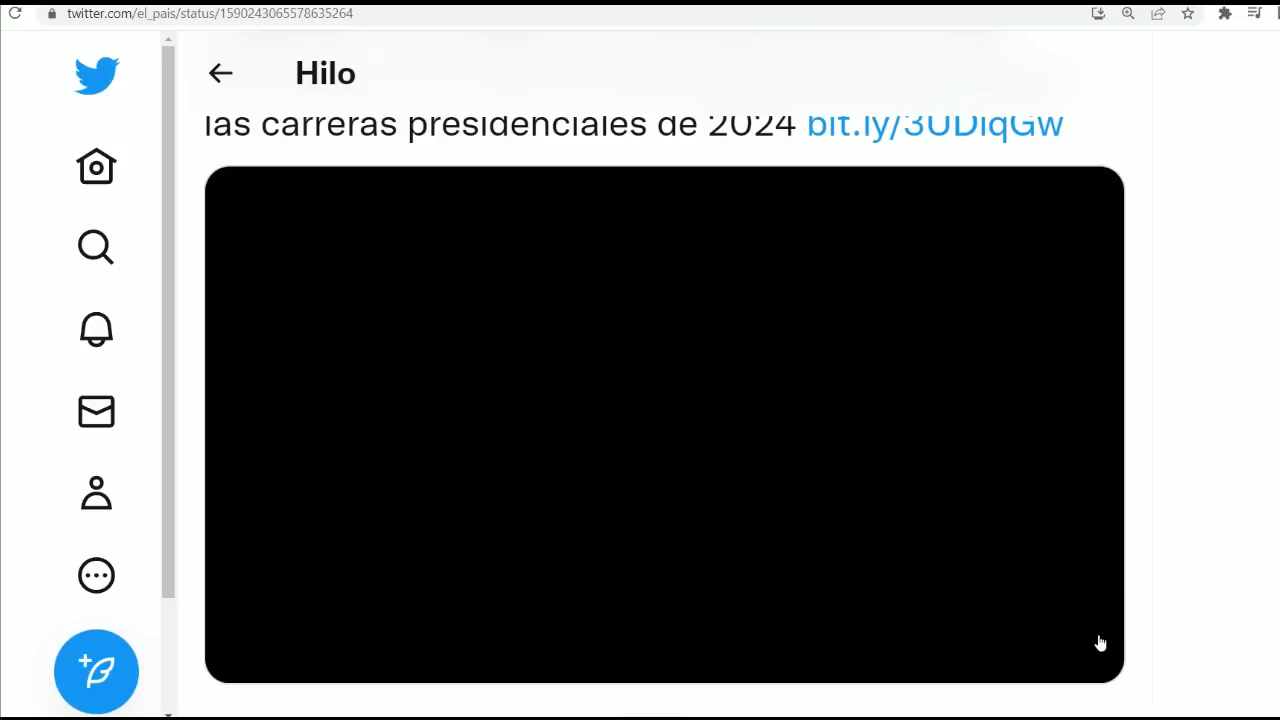 twitter.com/el_pais/status/1590243065578635264
Hilo
las carreras presidenciales de 2024 bit.ly/3UDiqGw